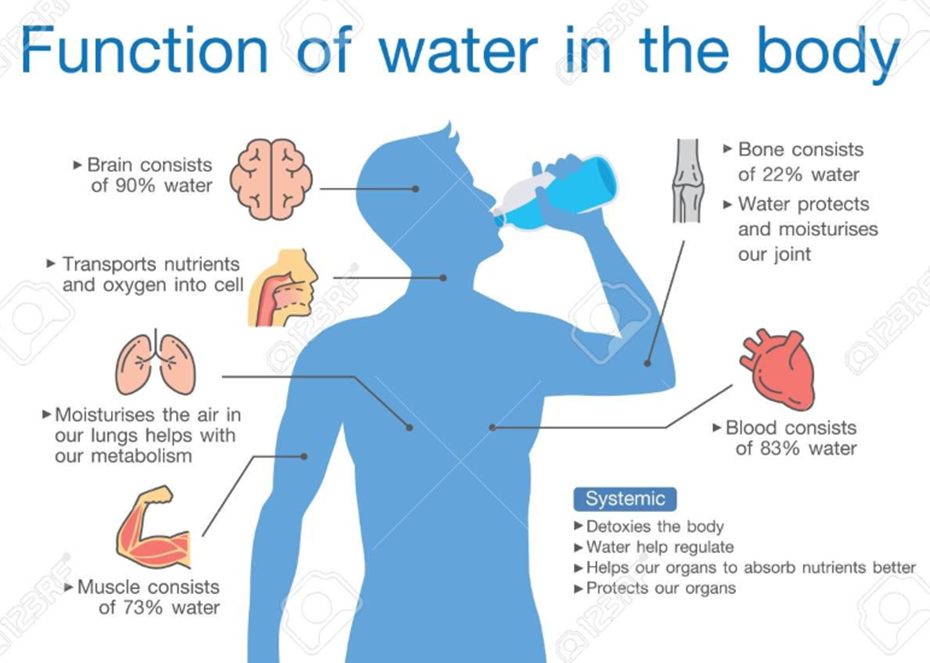 Function of water in the body
▸ Brain consists
of 90% water
▸ Transports nutrients
and oxygen into cell
▸ Moisturises the air in
our lungs helps with
our metabolism
▸ Muscle consists
of 73% water
▸ Bone consists
of 22% water
▸ Water protects
and moisturises
our joint
▸ Blood consists
of 83% water
Systemic
▸ Detoxies the body
▸ Water help regulate
▸ Helps our organs to absorb nutrients better
▸ Protects our organs
123RF